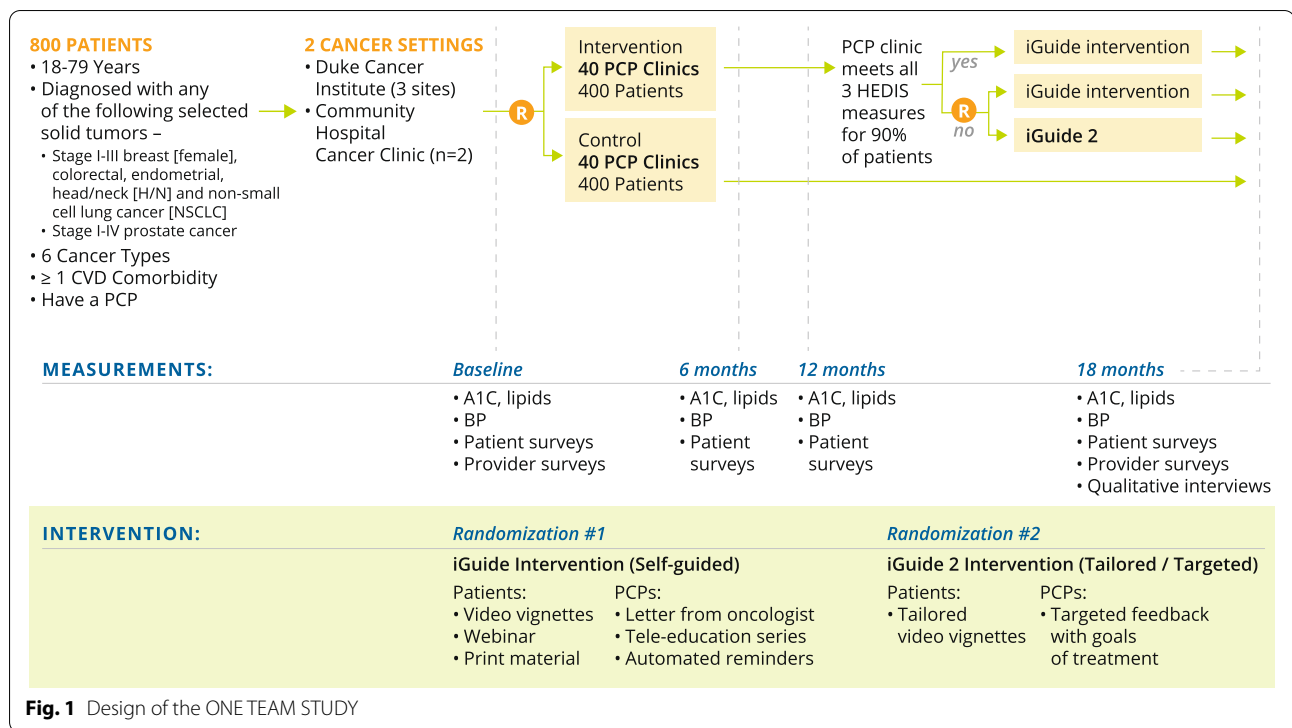 800 PATIENTS
• 18-79 Years
• Diagnosed with any
of the following selected
solid tumors –
• Stage I-III breast [female],
colorectal, endometrial,
head/neck [H/N] and non-small
cell lung cancer [NSCLC]
• Stage I-IV prostate cancer
• 6 Cancer Types
• ≥ 1 CVD Comorbidity
• Have a PCP
2 CANCER SETTINGS
• Duke Cancer
Institute (3 sites)
• Community
Hospital
Cancer Clinic (n=2)
R
Intervention
40 PCP Clinics
400 Patients
Control
40 PCP Clinics
400 Patients
PCP clinic
meets all
3 HEDIS
measures
for 90%
of patients
yes
R
no
iGuide intervention
iGuide intervention
iGuide 2
MEASUREMENTS:
Baseline
• A1C, lipids
• BP
• Patient surveys
• Provider surveys
6 months
• A1C, lipids
• BP
• Patient
surveys
12 months
• A1C, lipids
• BP
• Patient
surveys
18 months
• A1C, lipids
• BP
• Patient surveys
• Provider surveys
• Qualitative interviews
INTERVENTION:
Randomization #1
iGuide Intervention (Self-guided)
Patients:
• Video vignettes
• Webinar
• Print material
PCPs:
• Letter from oncologist
• Tele-education series
• Automated reminders
Randomization #2
iGuide 2 Intervention (Tailored / Targeted)
Patients:
• Tailored
video vignettes
PCPs:
• Targeted feedback
with goals
of treatment
Fig. 1 Design of the ONE TEAM STUDY